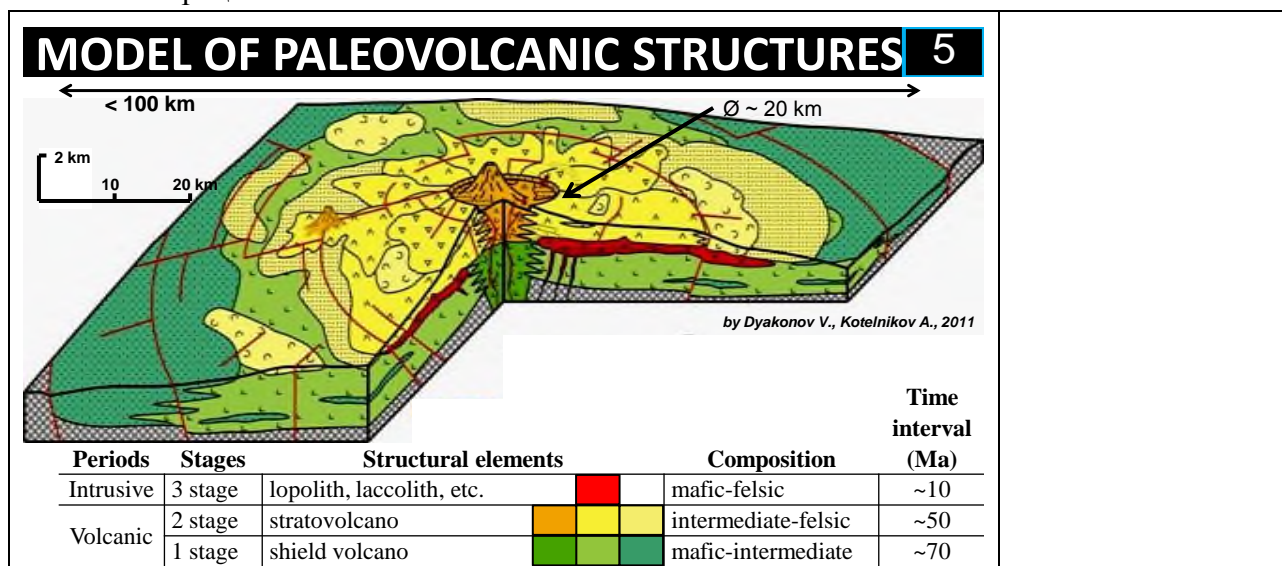 MODEL OF PALEOVOLCANIC STRUCTURES 5
< 100 km
Ø ~ 20 km
2 km
10 20 km
by Dyakonov V., Kotelnikov A., 2011
Time
interval
Periods Stages Structural elements Composition (Ma)
Intrusive 3 stage lopolith, laccolith, etc. mafic-felsic ~10
Volcanic 2 stage stratovolcano intermediate-felsic ~50
1 stage shield volcano mafic-intermediate ~70